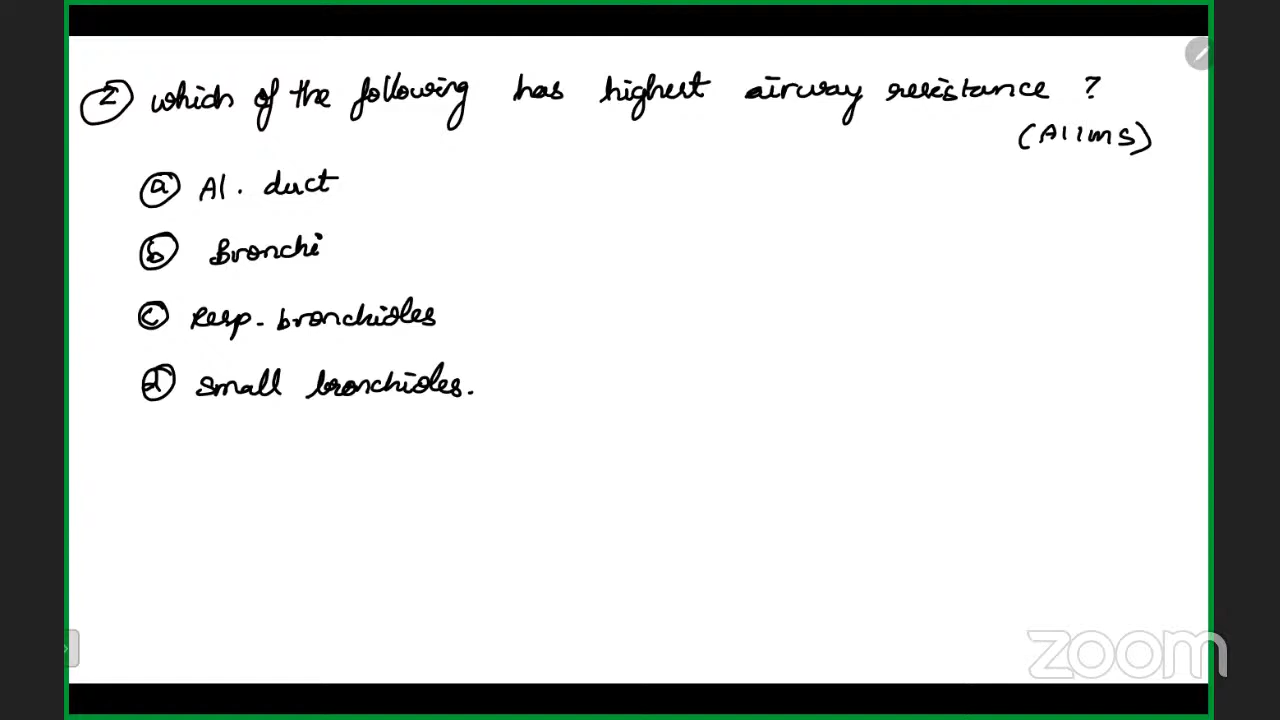 2 which of the following has highest airway resistance ?
(AIIMS)
a Al. duct
b Bronchi
c Resp. bronchioles
d small bronchioles.
zoom